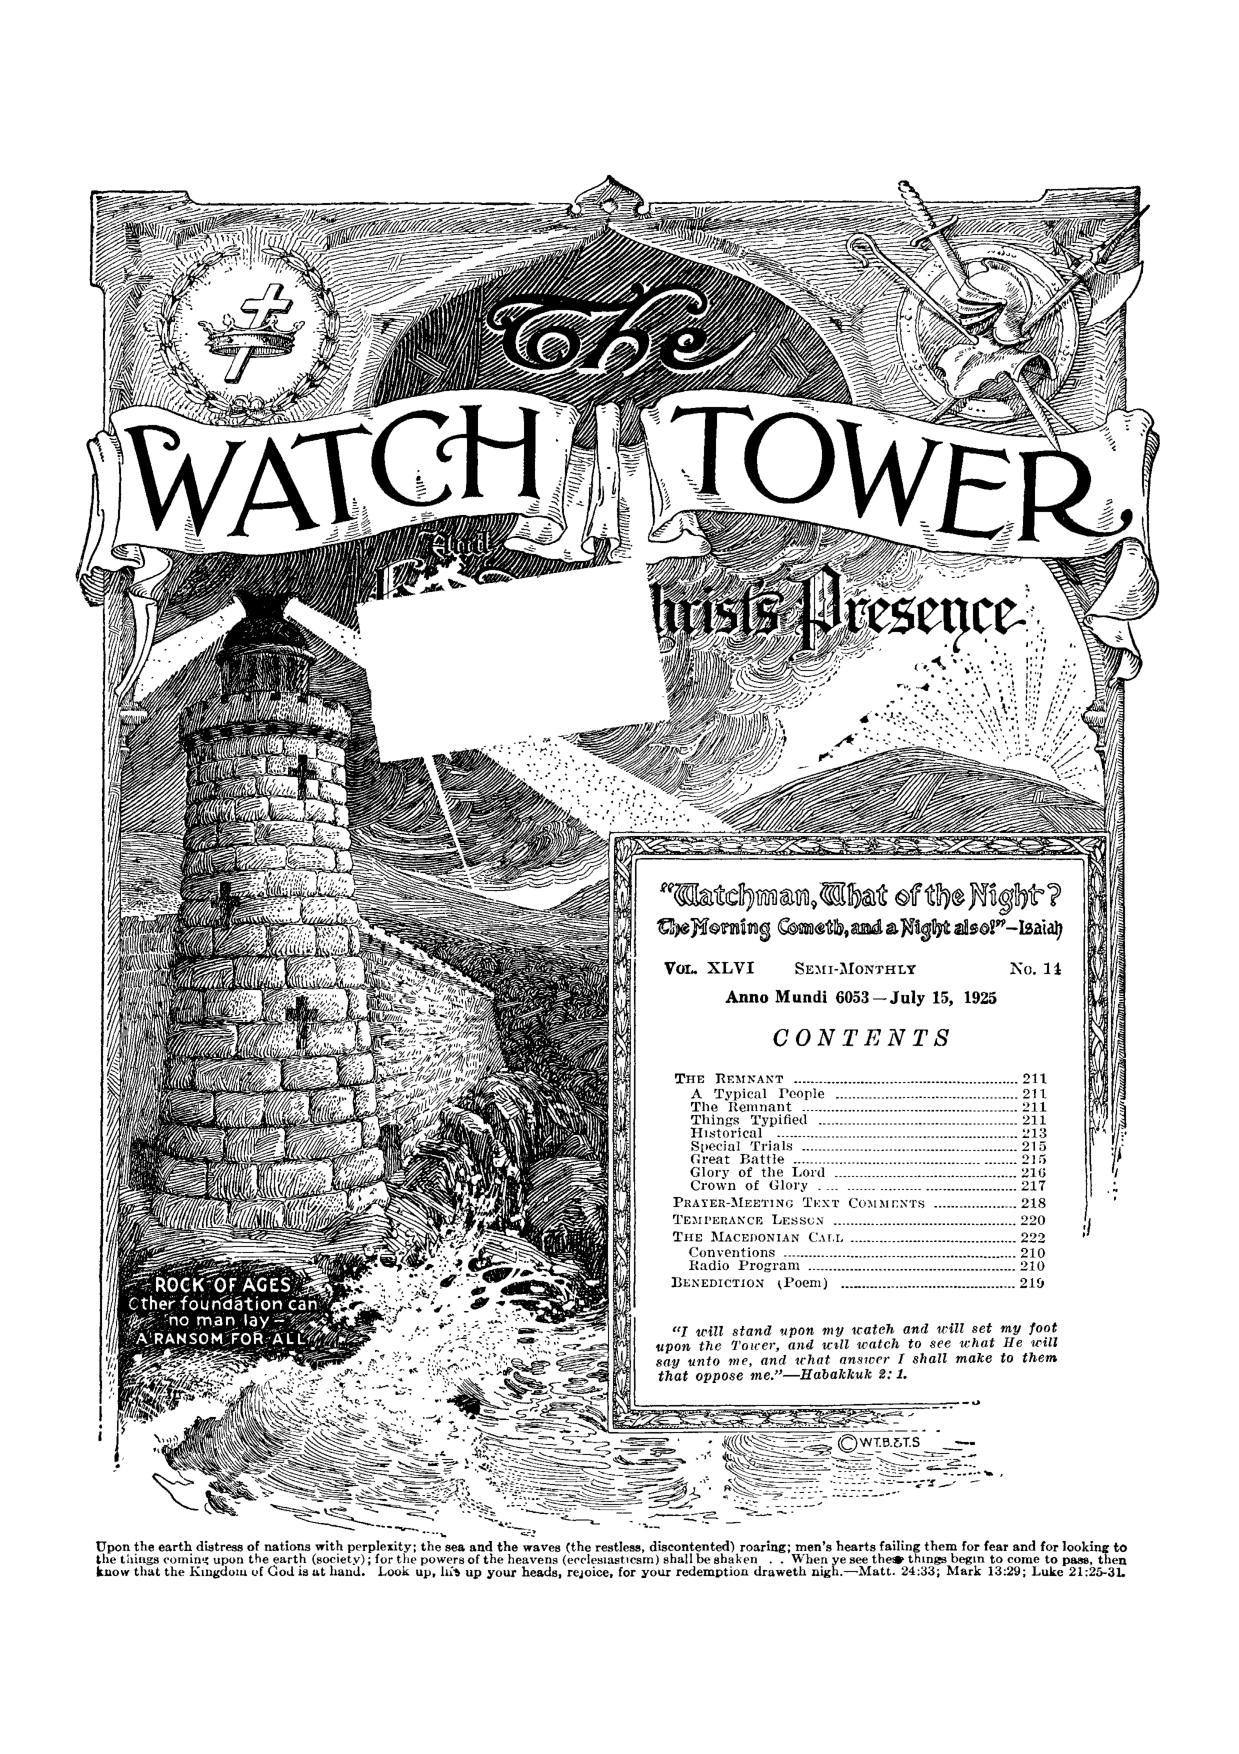 The
WATCH TOWER
And
hrist's Presence
"Watchman, What of the Night?
The Morning Cometh, and a Night also!"—Isaiah
VOL. XLVI SEMI-MONTHLY No. 14
Anno Mundi 6053—July 15, 1925
CONTENTS
THE REMNANT 211
A Typical People 211
The Remnant 211
Things Typified 211
Historical 213
Special Trials 215
Great Battle 215
Glory of the Lord 216
Crown of Glory 217
PRAYER-MEETING TEXT COMMENTS 218
TEMPERANCE LESSON 220
THE MACEDONIAN CALL 222
Conventions 210
Radio Program 210
BENEDICTION (Poem) 219
"I will stand upon my watch and will set my foot
upon the Tower, and will watch to see what He will
say unto me, and what answer I shall make to them
that oppose me."—Habakkuk 2:1.
ROCK OF AGES
Other foundation can
no man lay—
A RANSOM FOR ALL
© W.T.B.&T.S
Upon the earth distress of nations with perplexity; the sea and the waves (the restless, discontented) roaring; men's hearts failing them for fear and for looking to
the things coming upon the earth (society); for the powers of the heavens (ecclesiasticsm) shall be shaken . . When ye see these things begin to come to pass, then
know that the Kingdom of God is at hand. Look up, lift up your heads, rejoice, for your redemption draweth nigh.—Matt. 24:33; Mark 13:29; Luke 21:25-31.